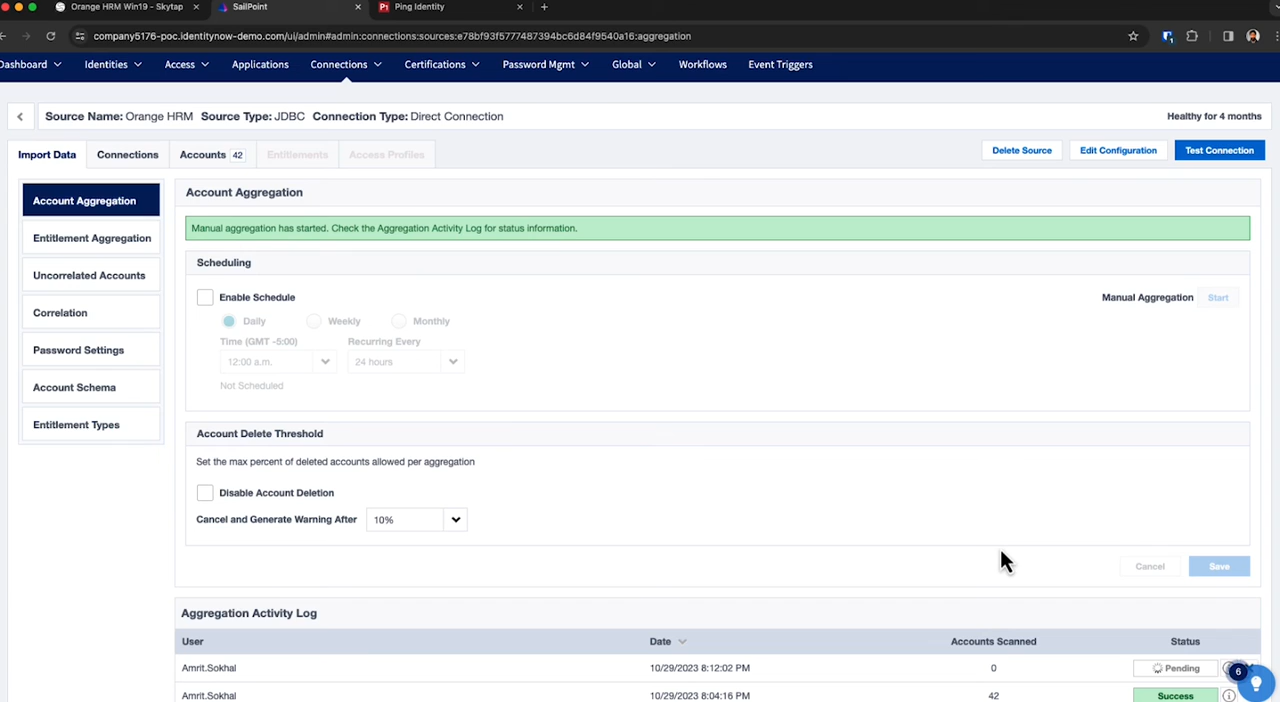 Orange HRM Win19 - Skytap
SailPoint
Ping Identity
company5176-poc.identitynow-demo.com/ui/admin#admin:connections:sources:e78bf93f5777487394bc6d84f9540a16:aggregation
Dashboard Identities Access Applications Connections Certifications Password Mgmt Global Workflows Event Triggers
Source Name: Orange HRM Source Type: JDBC Connection Type: Direct Connection Healthy for 4 months
Import Data Connections Accounts 42 Entitlements Access Profiles Delete Source Edit Configuration Test Connection
Account Aggregation
Entitlement Aggregation
Uncorrelated Accounts
Correlation
Password Settings
Account Schema
Entitlement Types
Account Aggregation
Manual aggregation has started. Check the Aggregation Activity Log for status information.
Scheduling
Enable Schedule Manual Aggregation Start
Daily Weekly Monthly
Time (GMT -5:00) Recurring Every
12:00 a.m. 24 hours
Not Scheduled
Account Delete Threshold
Set the max percent of deleted accounts allowed per aggregation
Disable Account Deletion
Cancel and Generate Warning After 10%
Cancel Save
Aggregation Activity Log
User Date Accounts Scanned Status
Amrit.Sokhal 10/29/2023 8:12:02 PM 0 Pending
6
Amrit.Sokhal 10/29/2023 8:04:16 PM 42 Success